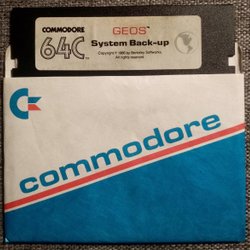 COMMODORE
64C
GEOS™
System Back-up
Copyright © 1986 by Berkeley Softworks.
All rights reserved.
commodore